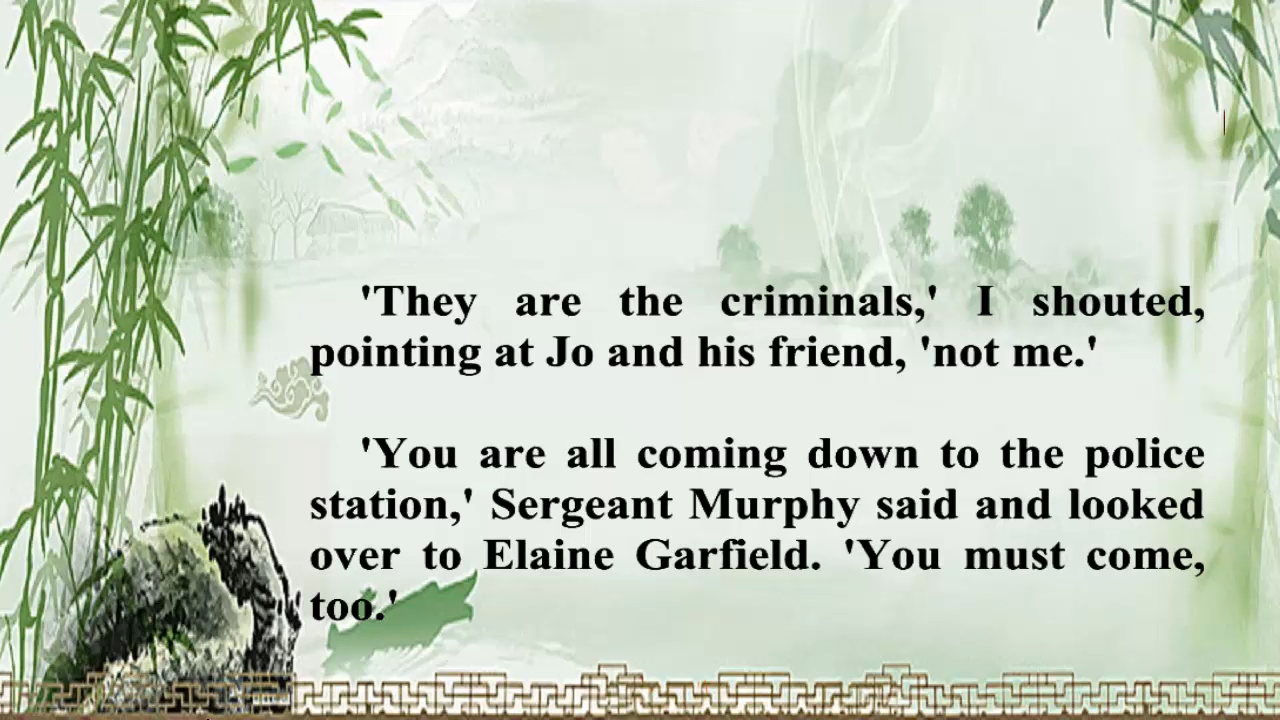 'They are the criminals,' I shouted,
pointing at Jo and his friend, 'not me.'
'You are all coming down to the police
station,' Sergeant Murphy said and looked
over to Elaine Garfield. 'You must come,
too.'